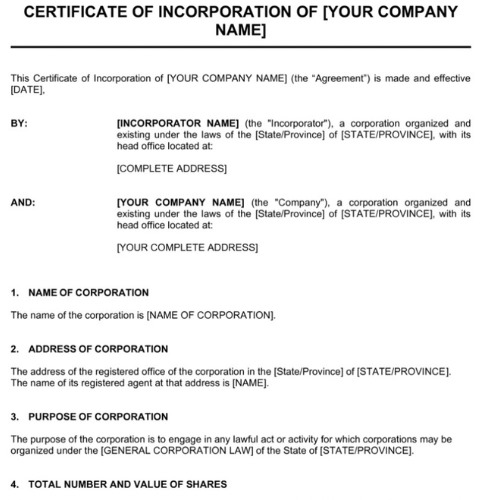 CERTIFICATE OF INCORPORATION OF [YOUR COMPANY
NAME]
This Certificate of Incorporation of [YOUR COMPANY NAME] (the "Agreement") is made and effective
[DATE],
BY:
[INCORPORATOR NAME] (the "Incorporator"), a corporation organized and
existing under the laws of the [State/Province] of [STATE/PROVINCE], with its
head office located at:
[COMPLETE ADDRESS]
AND:
[YOUR COMPANY NAME] (the "Company"), a corporation organized and
existing under the laws of the [State/Province] of [STATE/PROVINCE], with its
head office located at:
[YOUR COMPLETE ADDRESS]
1. NAME OF CORPORATION
The name of the corporation is [NAME OF CORPORATION].
2. ADDRESS OF CORPORATION
The address of the registered office of the corporation in the [State/Province] of [STATE/PROVINCE].
The name of its registered agent at that address is [NAME].
3. PURPOSE OF CORPORATION
The purpose of the corporation is to engage in any lawful act or activity for which corporations may be
organized under the [GENERAL CORPORATION LAW] of the State of [STATE/PROVINCE].
4. TOTAL NUMBER AND VALUE OF SHARES